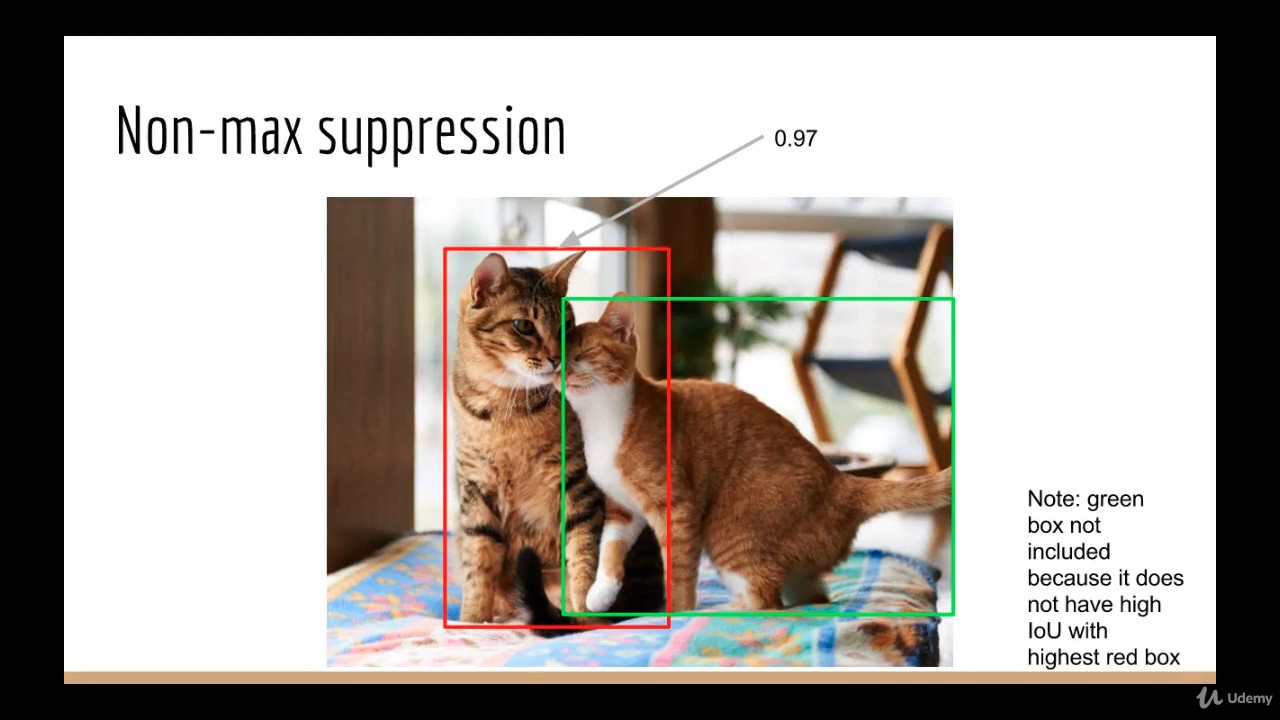 Non-max suppression
0.97
Note: green
box not
included
because it does
not have high
IoU with
highest red box
Udemy